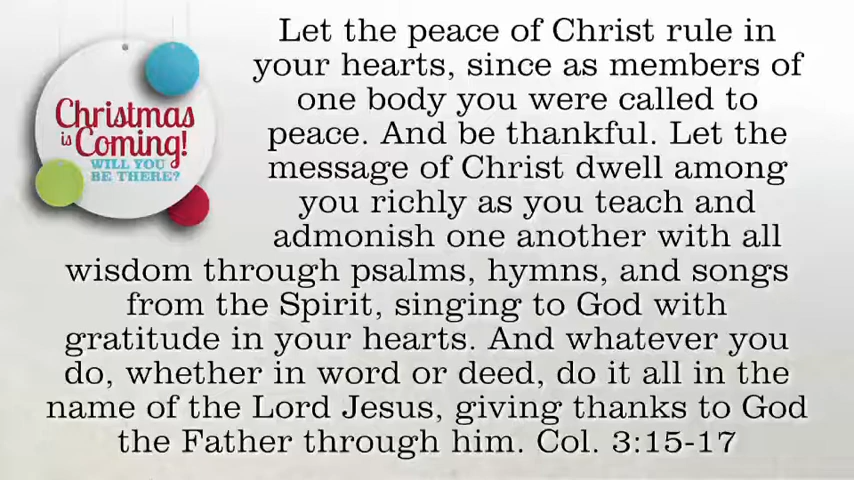 Christmas
is Coming!
WILL YOU
BE THERE?
Let the peace of Christ rule in
your hearts, since as members of
one body you were called to
peace. And be thankful. Let the
message of Christ dwell among
you richly as you teach and
admonish one another with all
wisdom through psalms, hymns, and songs
from the Spirit, singing to God with
gratitude in your hearts. And whatever you
do, whether in word or deed, do it all in the
name of the Lord Jesus, giving thanks to God
the Father through him. Col. 3:15-17